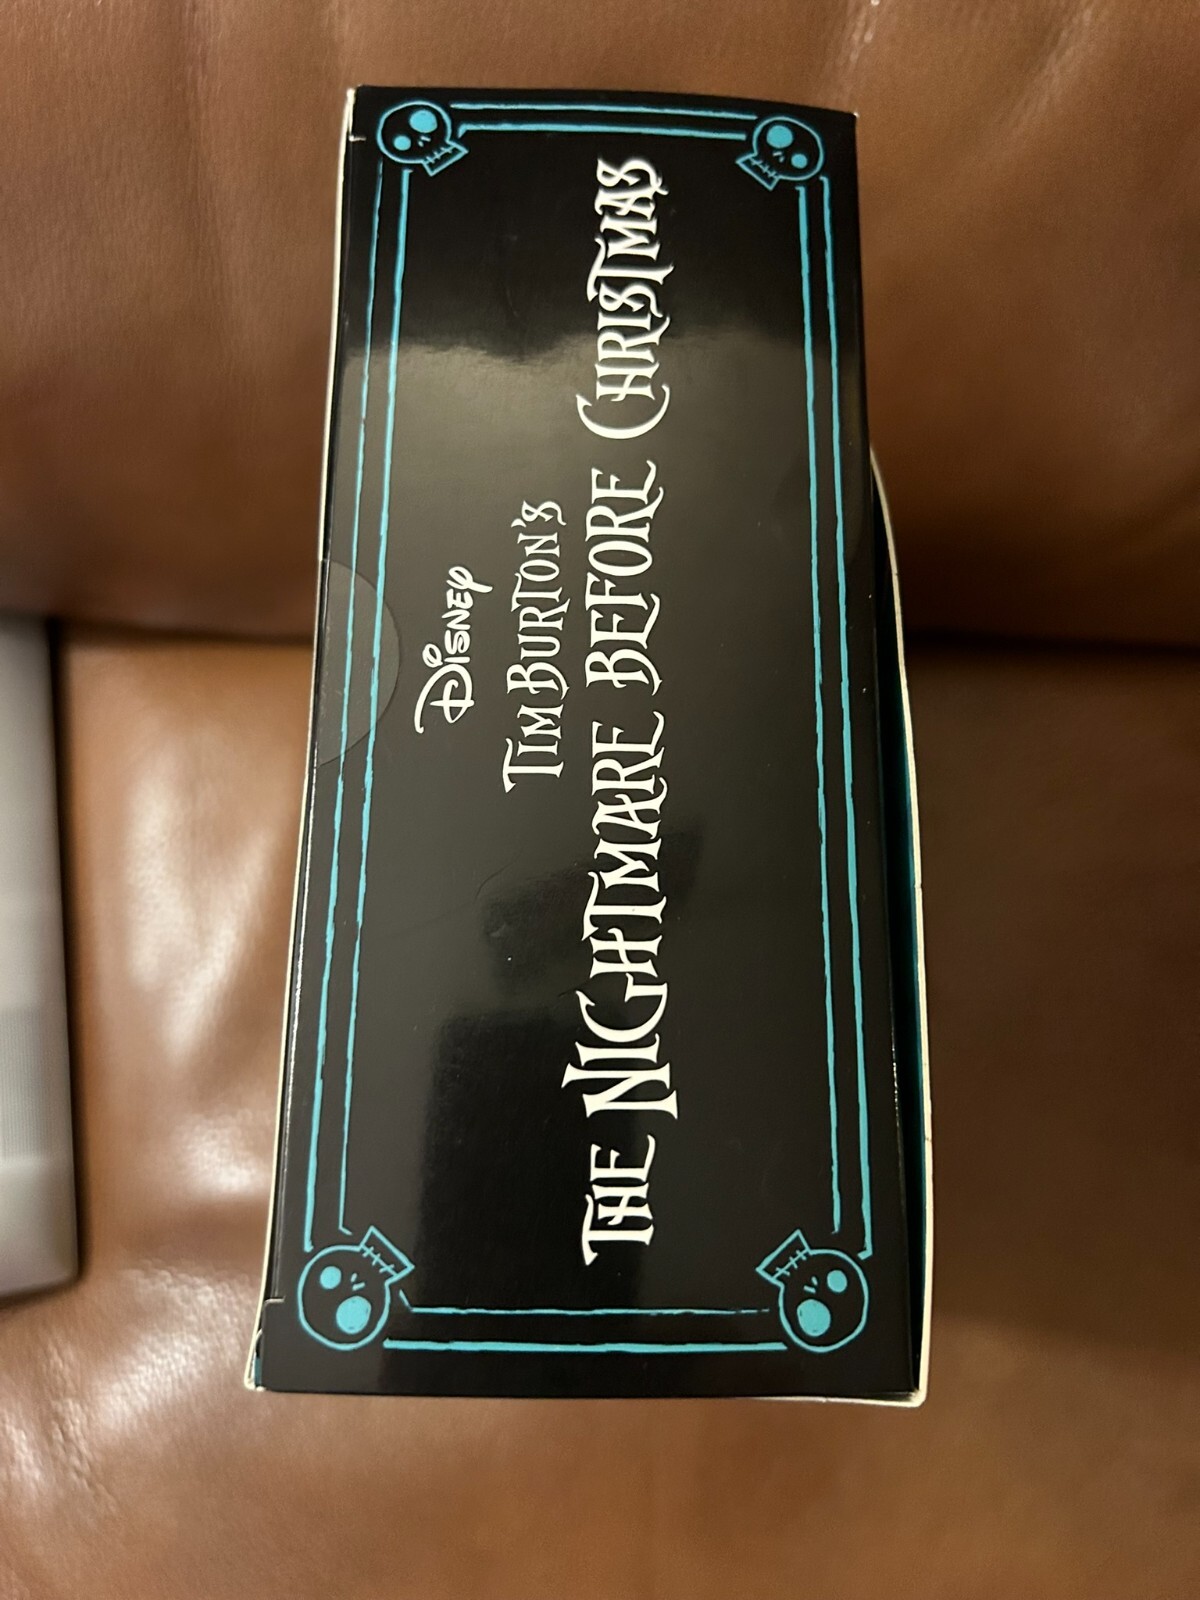 Disney
Tim Burton's
The Nightmare Before Christmas